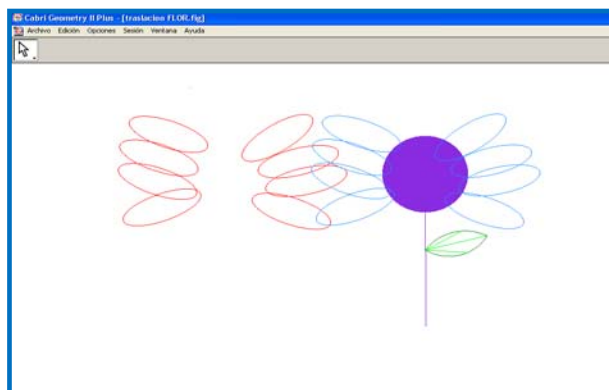 Cabri Geometry II Plus - [traslacion FLOR.fig]
Archivo Edición Opciones Sesión Ventana Ayuda